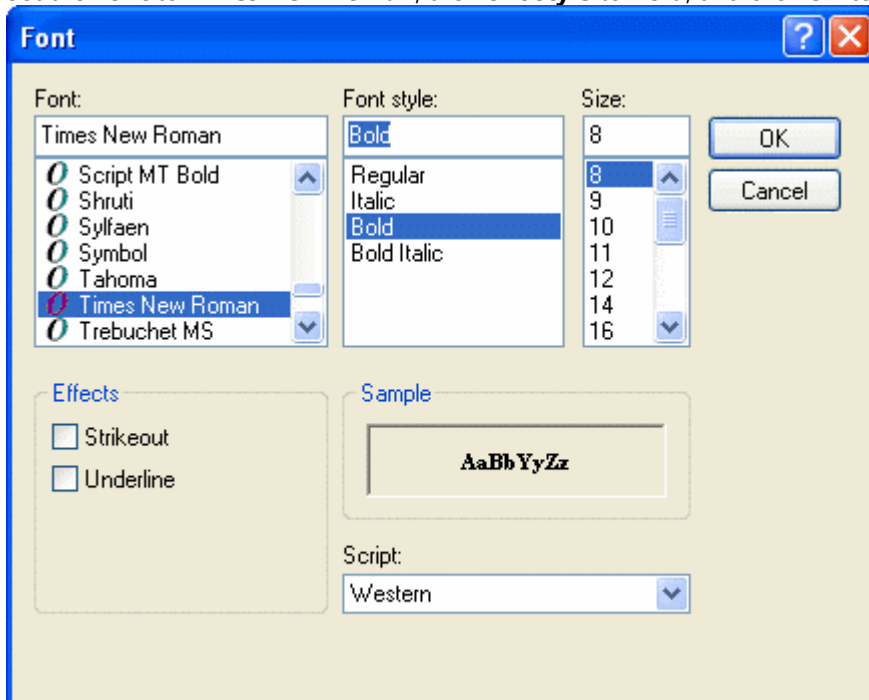 Font
Font: Font style: Size:
Times New Roman Bold 8 OK
Script MT Bold Regular 8 Cancel
Shruti Italic 9
Sylfaen Bold 10
Symbol Bold Italic 11
Tahoma 12
Times New Roman 14
Trebuchet MS 16
Effects Sample
Strikeout
AaBbYyZz
Underline
Script:
Western